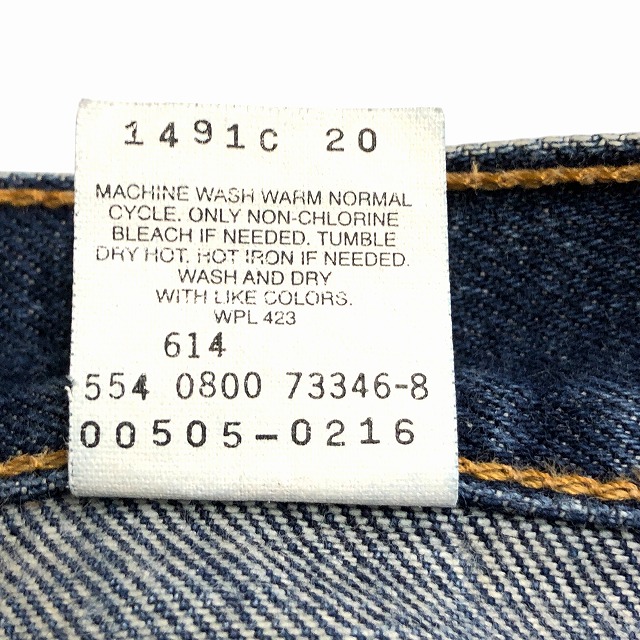 1491C 20
MACHINE WASH WARM NORMAL
CYCLE. ONLY NON-CHLORINE
BLEACH IF NEEDED. TUMBLE
DRY HOT. HOT IRON IF NEEDED.
WASH AND DRY
WITH LIKE COLORS.
WPL 423
614
554 0800 73346-8
00505-0216